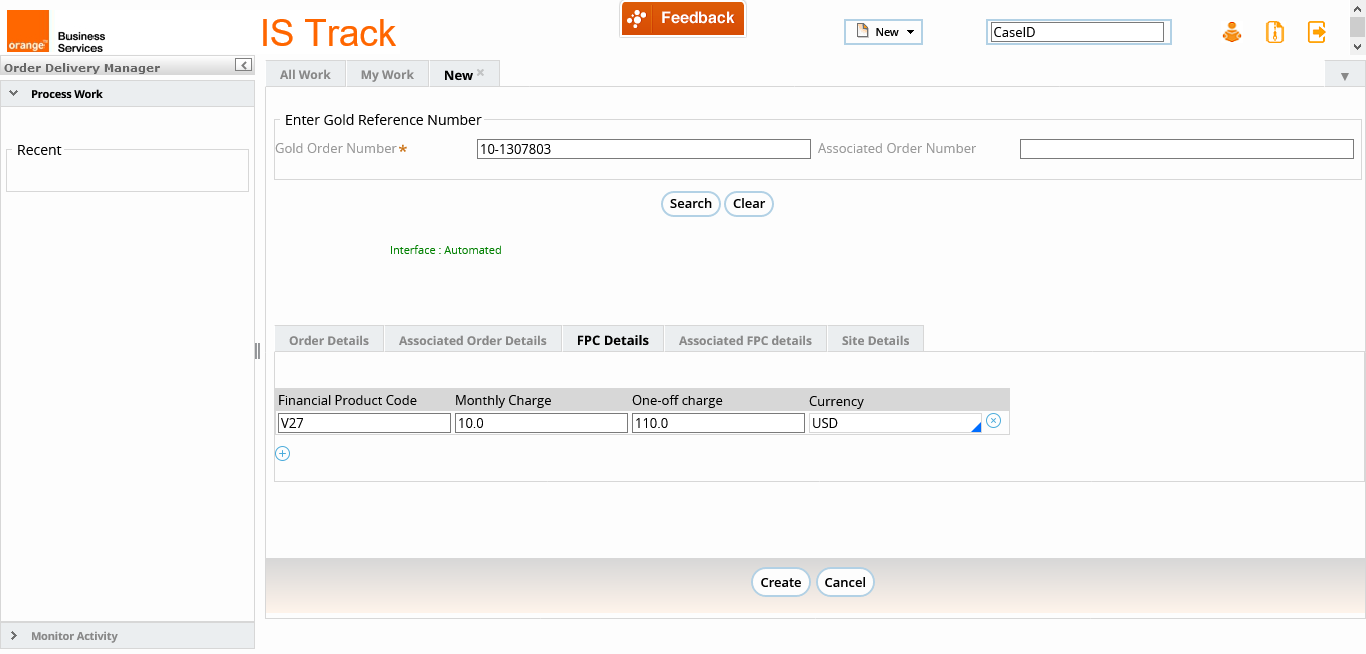 orange™
Business
Services
IS Track
Feedback
New
CaseID
Order Delivery Manager
Process Work
Recent
Monitor Activity
All Work
My Work
New
Enter Gold Reference Number
Gold Order Number* 10-1307803 Associated Order Number
Search Clear
Interface : Automated
Order Details Associated Order Details FPC Details Associated FPC details Site Details
Financial Product Code Monthly Charge One-off charge Currency
V27 10.0 110.0 USD
Create Cancel